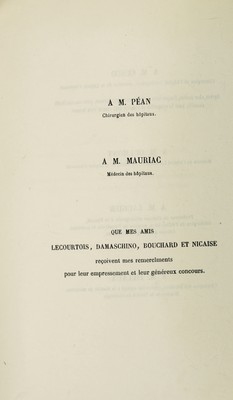 A M. PÉAN
Chirurgien des hôpitaux.
A M. MAURIAC
Médecin des hôpitaux.
QUE MES AMIS
LECOURTOIS, DAMASCHINO, BOUCHARD ET NICAISE
reçoivent mes remerciments
pour leur empressement et leur généreux concours.